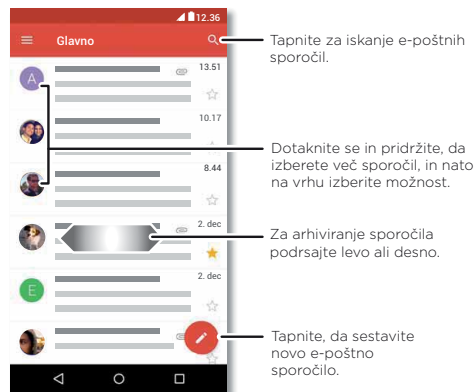 12.36
Glavno
A
13.51
10.17
8.44
2. dec
2. dec
E
Tapnite za iskanje e-poštnih
sporočil.
Dotaknite se in pridržite, da
izberete več sporočil, in nato
na vrhu izberite možnost.
Za arhiviranje sporočila
podrsajte levo ali desno.
Tapnite, da sestavite
novo e-poštno
sporočilo.